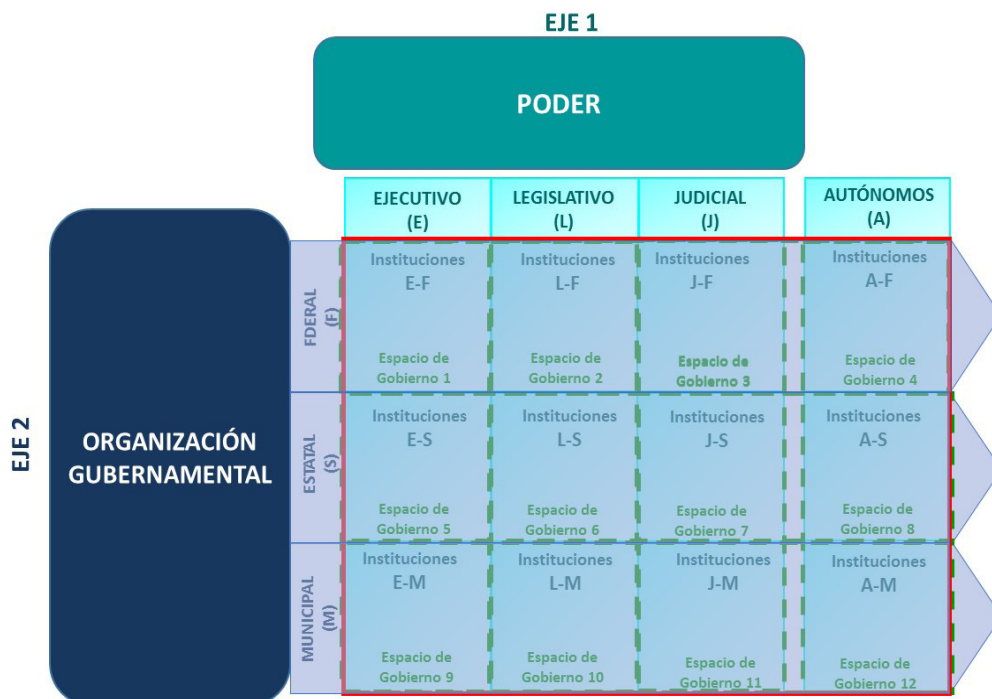 EJE 1
PODER
EJECUTIVO
(E)
LEGISLATIVO
(L)
JUDICIAL
(J)
AUTÓNOMOS
(A)
EJE 2
ORGANIZACIÓN
GUBERNAMENTAL
FDERAL
(F)
Instituciones
E-F
Espacio de
Gobierno 1
Instituciones
L-F
Espacio de
Gobierno 2
Instituciones
J-F
Espacio de
Gobierno 3
Instituciones
A-F
Espacio de
Gobierno 4
ESTATAL
(S)
Instituciones
E-S
Espacio de
Gobierno 5
Instituciones
L-S
Espacio de
Gobierno 6
Instituciones
J-S
Espacio de
Gobierno 7
Instituciones
A-S
Espacio de
Gobierno 8
MUNICIPAL
(M)
Instituciones
E-M
Espacio de
Gobierno 9
Instituciones
L-M
Espacio de
Gobierno 10
Instituciones
J-M
Espacio de
Gobierno 11
Instituciones
A-M
Espacio de
Gobierno 12